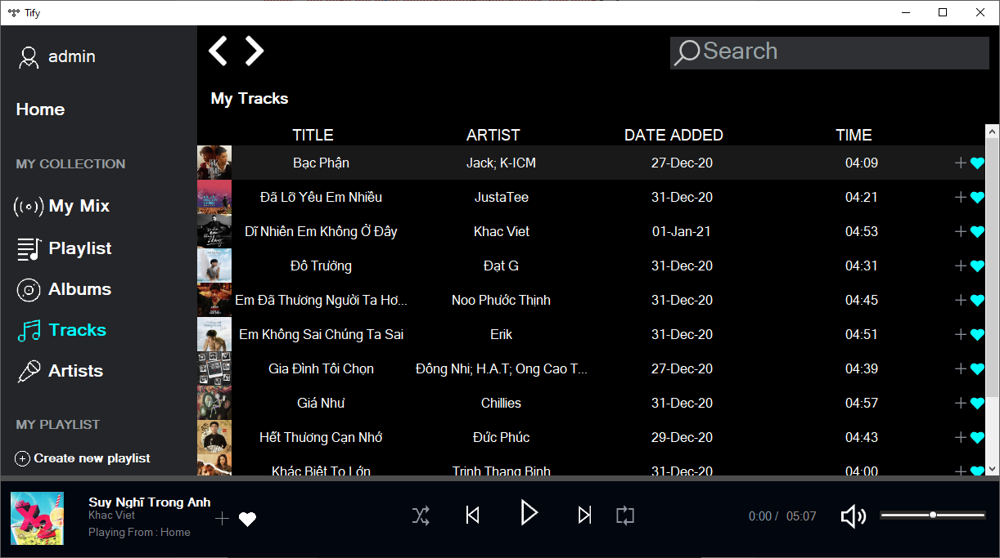 Tify
admin
Search
Home
My Tracks
MY COLLECTION
My Mix
Playlist
Albums
Tracks
Artists
MY PLAYLIST
Create new playlist
TITLE ARTIST DATE ADDED TIME
Bạc Phận Jack; K-ICM 27-Dec-20 04:09
Đã Lỡ Yêu Em Nhiều JustaTee 31-Dec-20 04:21
Dĩ Nhiên Em Không Ở Đây Khac Viet 01-Jan-21 04:53
Độ Trưởng Đạt G 31-Dec-20 04:31
Em Đã Thương Người Ta Hơ... Noo Phước Thịnh 31-Dec-20 04:45
Em Không Sai Chúng Ta Sai Erik 31-Dec-20 04:51
Gia Đình Tôi Chọn Đông Nhi; H.A.T; Ong Cao T... 27-Dec-20 04:39
Giá Như Chillies 31-Dec-20 04:57
Hết Thương Cạn Nhớ Đức Phúc 29-Dec-20 04:43
Khác Biệt To Lớn Trinh Thang Binh 31-Dec-20 04:00
Suy Nghĩ Trong Anh
Khac Viet
Playing From : Home
0:00 / 05:07